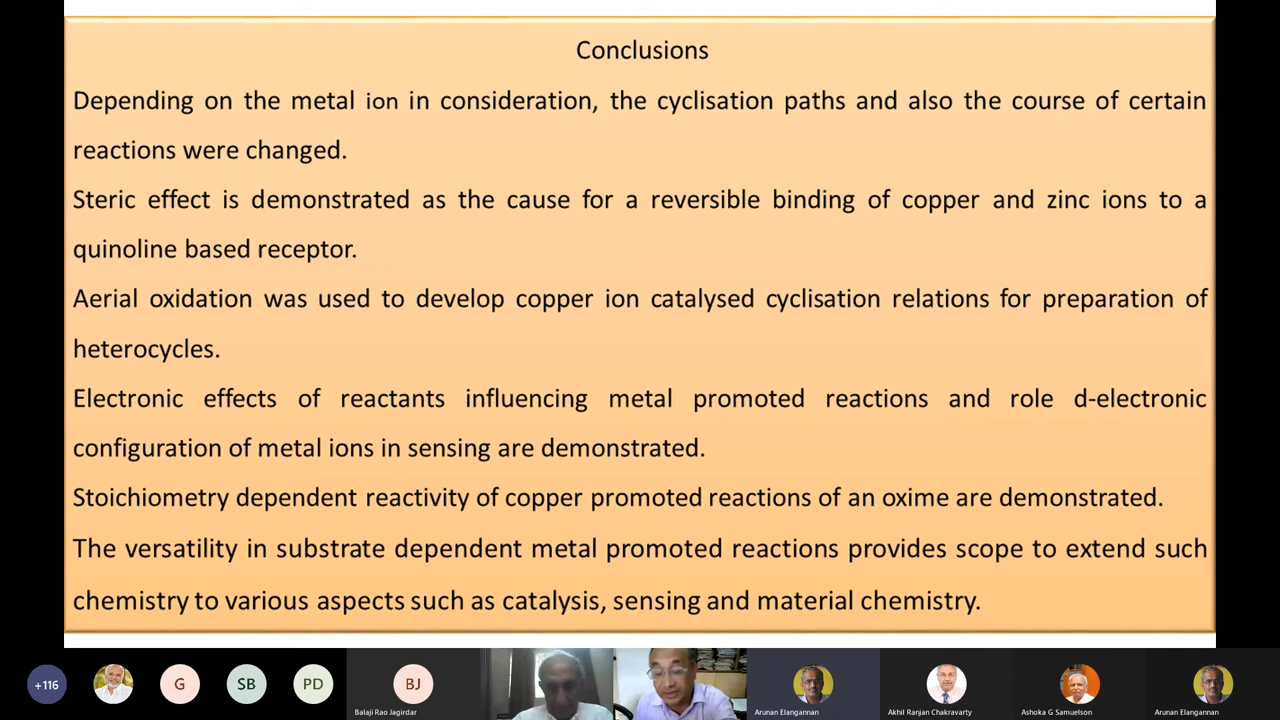 Conclusions
Depending on the metal ion in consideration, the cyclisation paths and also the course of certain
reactions were changed.
Steric effect is demonstrated as the cause for a reversible binding of copper and zinc ions to a
quinoline based receptor.
Aerial oxidation was used to develop copper ion catalysed cyclisation relations for preparation of
heterocycles.
Electronic effects of reactants influencing metal promoted reactions and role d-electronic
configuration of metal ions in sensing are demonstrated.
Stoichiometry dependent reactivity of copper promoted reactions of an oxime are demonstrated.
The versatility in substrate dependent metal promoted reactions provides scope to extend such
chemistry to various aspects such as catalysis, sensing and material chemistry.
+116 G SB PD BJ
Balaji Rao Jagirdar Arunan Elangannan Akhil Ranjan Chakravarty Ashoka G Samuelson Arunan Elangannan